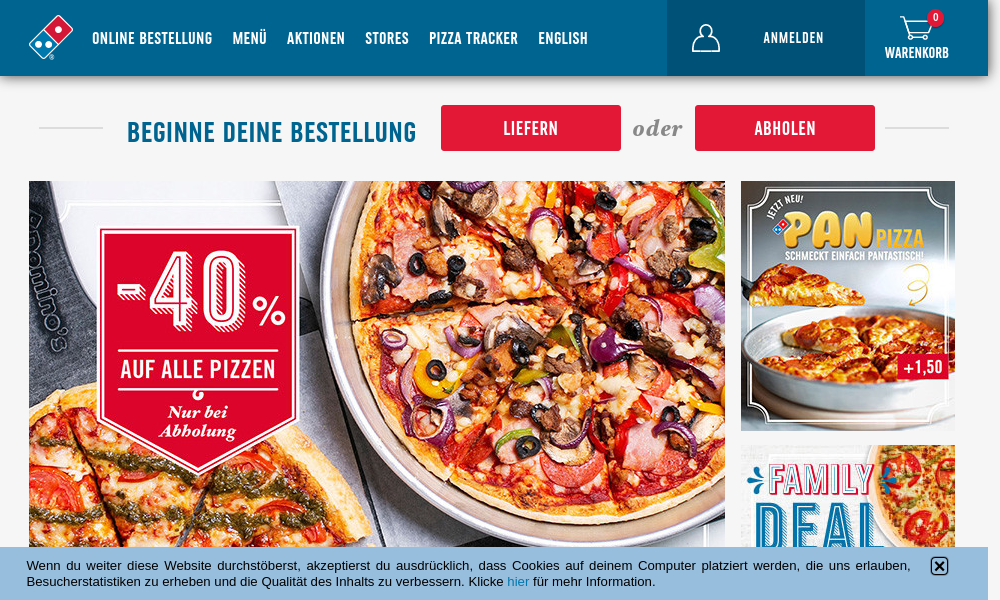 ONLINE BESTELLUNG MENÜ AKTIONEN STORES PIZZA TRACKER ENGLISH
ANMELDEN
0
WARENKORB
BEGINNE DEINE BESTELLUNG
LIEFERN
oder
ABHOLEN
Domino's
-40%
AUF ALLE PIZZEN
&
Nur bei
Abholung
JETZT NEU!
PAN PIZZA
SCHMECKT EINFACH PANTASTISCH!
+1,50
FAMILY
DEAL
Wenn du weiter diese Website durchstöberst, akzeptierst du ausdrücklich, dass Cookies auf deinem Computer platziert werden, die uns erlauben,
Besucherstatistiken zu erheben und die Qualität des Inhalts zu verbessern. Klicke hier für mehr Information.